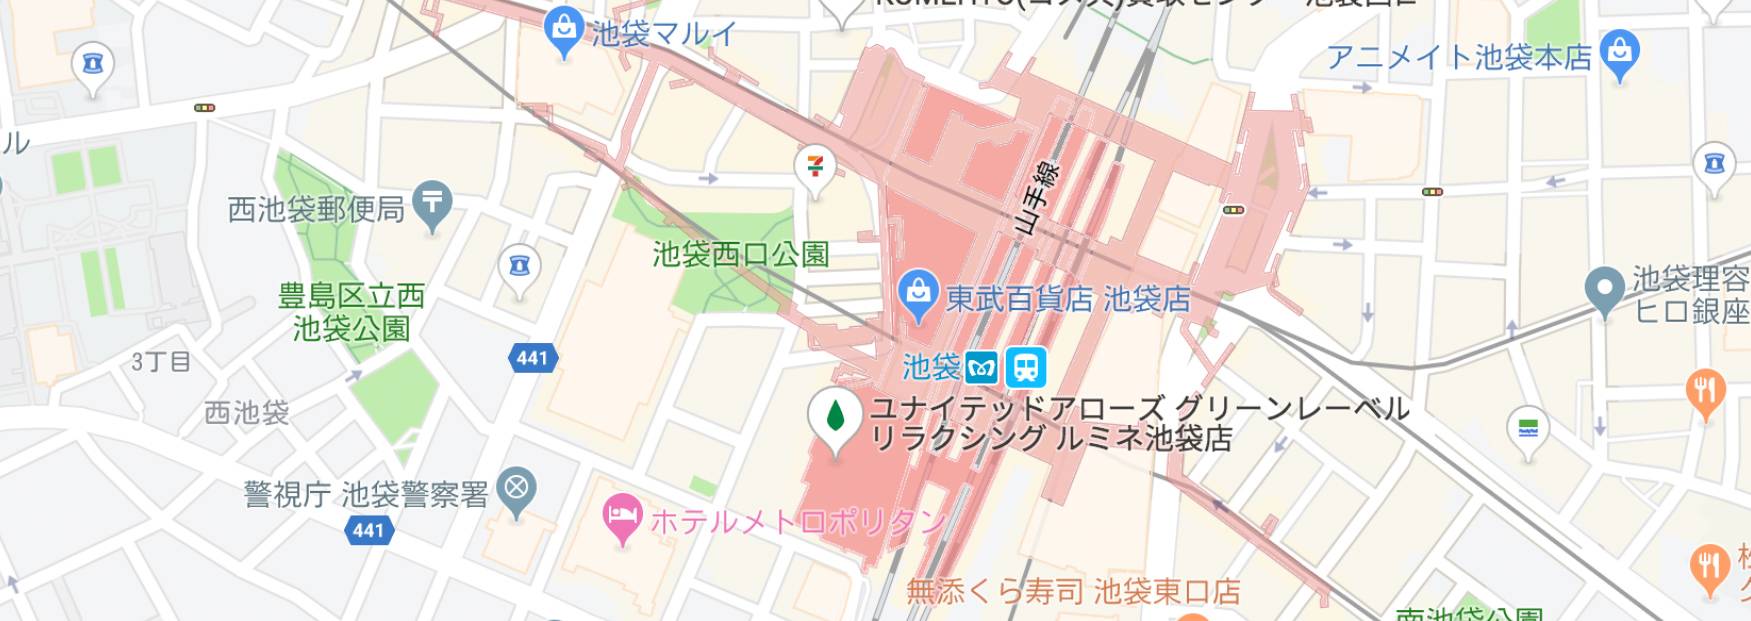 池袋マルイ
アニメイト池袋本店
ル
山手線
西池袋郵便局
池袋西口公園
豊島区立西
池袋公園
東武百貨店 池袋店
池袋理容
ヒロ銀座
3丁目
441
池袋
西池袋
ユナイテッドアローズ グリーンレーベル
リラクシング ルミネ池袋店
警視庁 池袋警察署
441
ホテルメトロポリタン
無添くら寿司 池袋東口店
南池袋公園